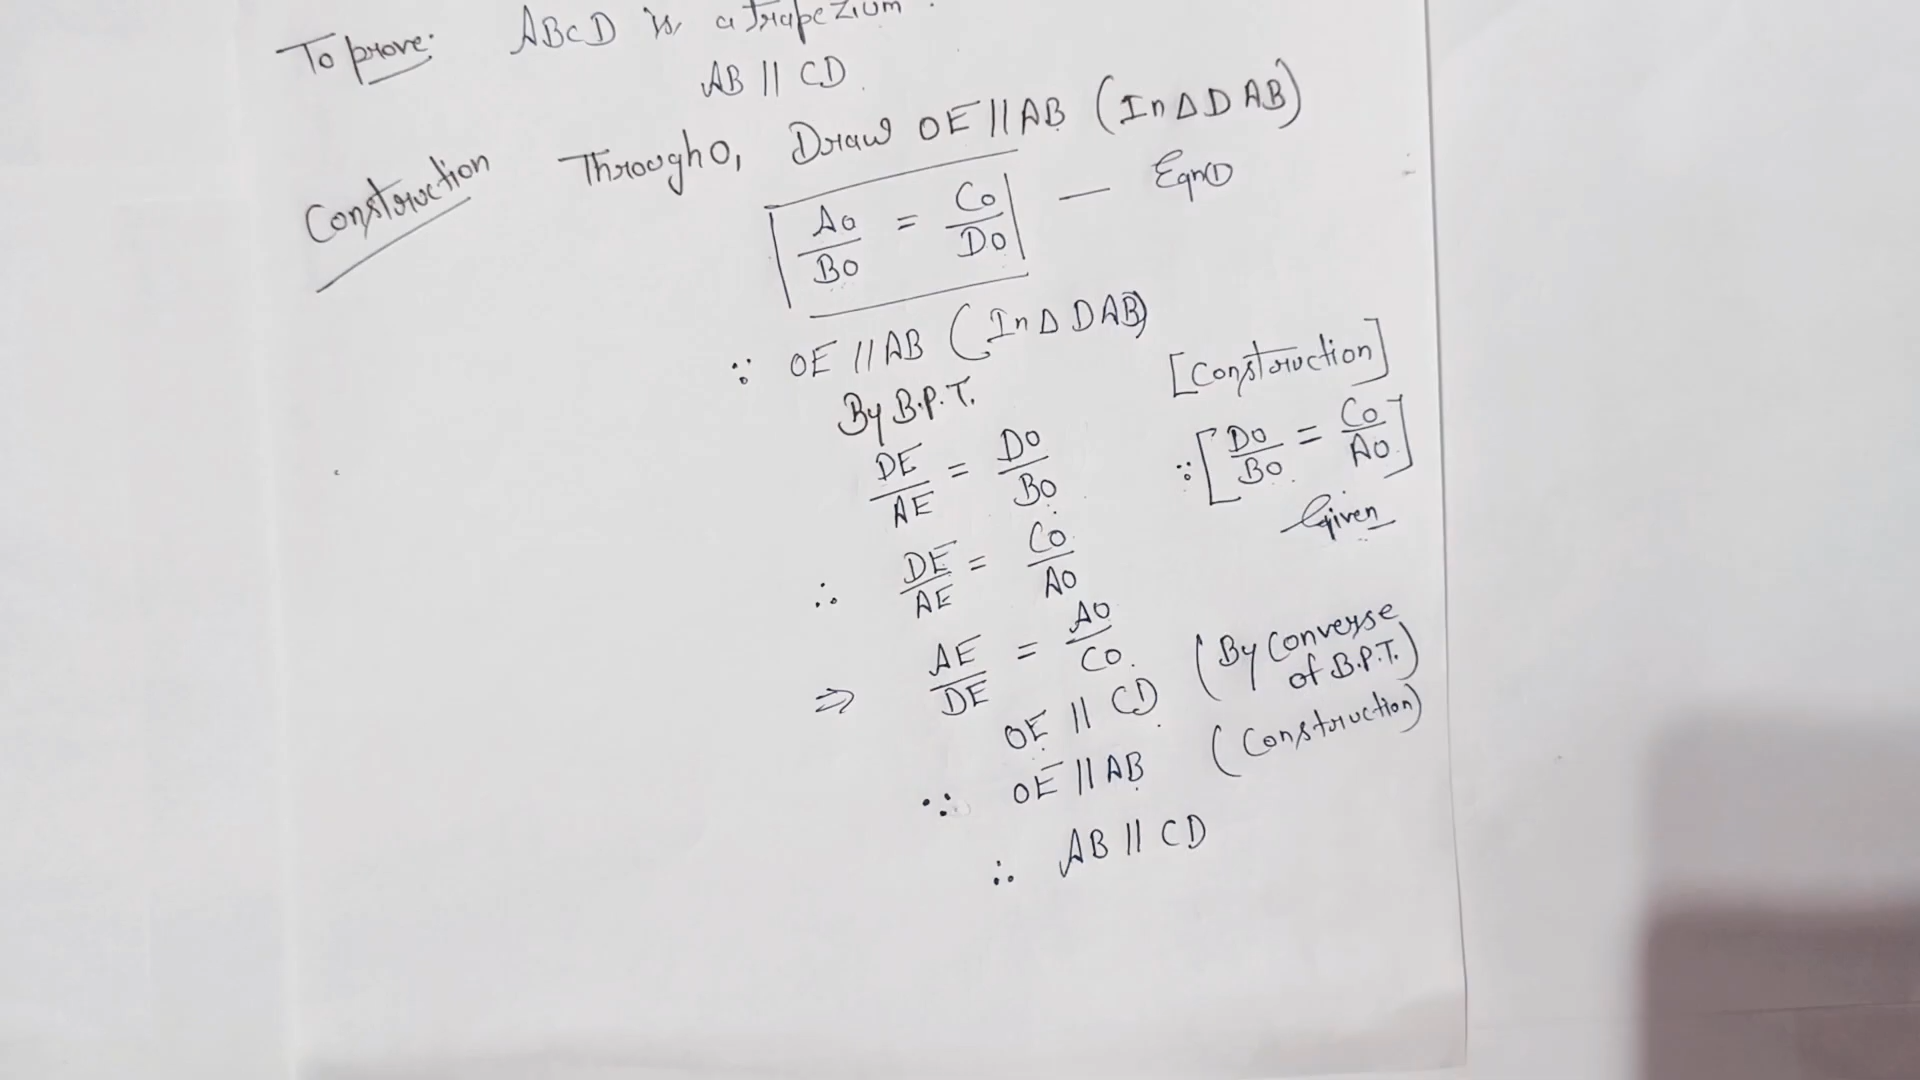 To prove: ABCD is a trapezium.
AB || CD.
Construction Through O, Draw OE || AB (In Δ DAB)
AO/BO = CO/DO — Eqn ①
∵ OE || AB (In Δ DAB)
[Construction]
By B.P.T.
DE/AE = DO/BO ∵ [DO/BO = CO/AO]
Given
∴ DE/AE = CO/AO
⇒ AE/DE = AO/CO.
OE || CD (By Converse of B.P.T.)
∵ OE || AB (Construction)
∴ AB || CD